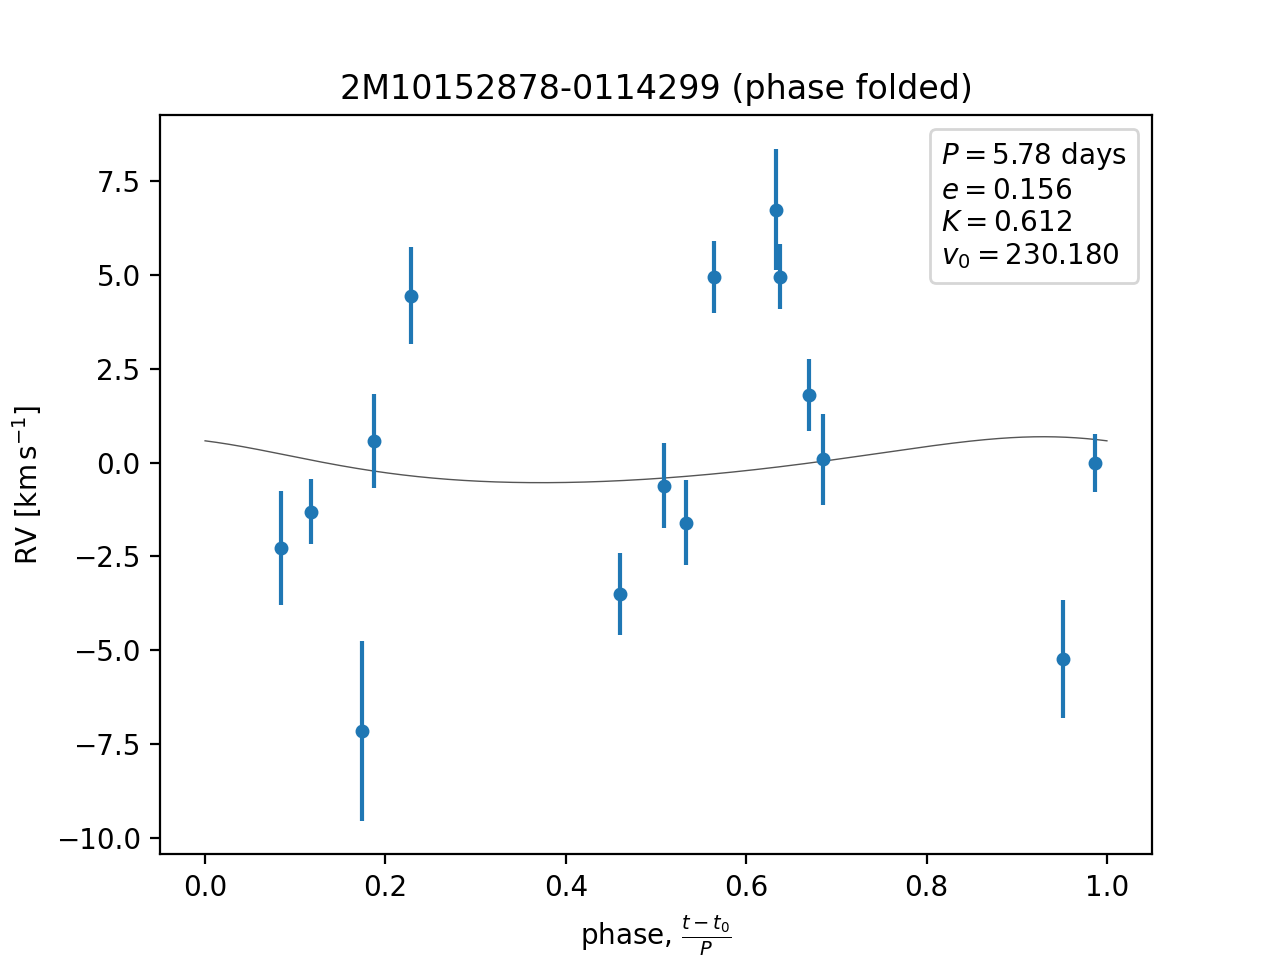 2M10152878-0114299 (phase folded)
P = 5.78 days
e = 0.156
K = 0.612
v₀ = 230.180
7.5
5.0
2.5
0.0
−2.5
−5.0
−7.5
−10.0
RV [km s⁻¹]
0.0 0.2 0.4 0.6 0.8 1.0
phase, \frac{t − t₀}{P}